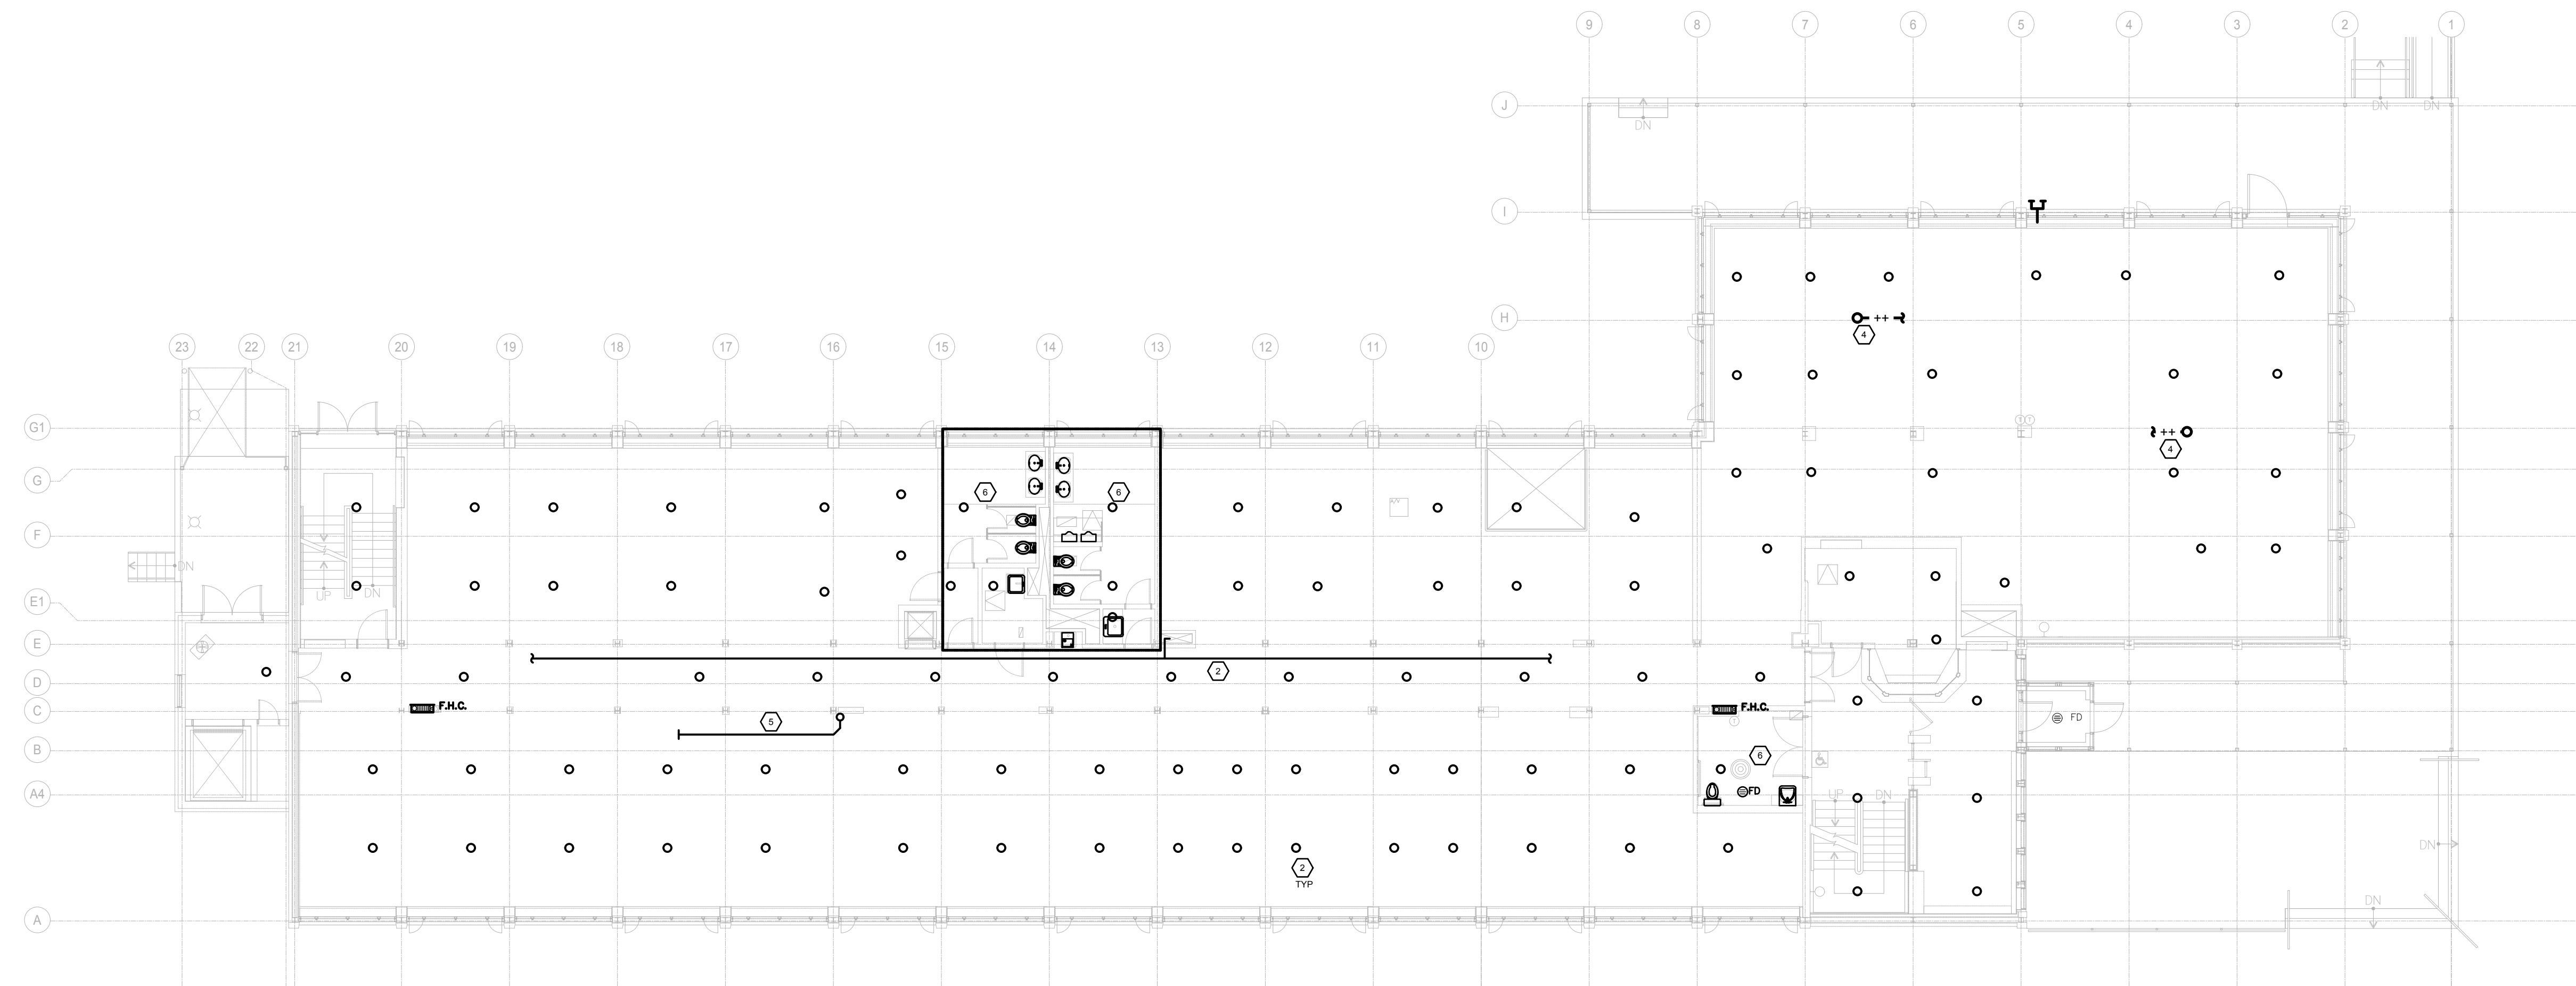 9 8 7 6 5 4 3 2 1
J
DN
DN DN
I
H
4
23 22 21 20 19 18 17 16 15 14 13 12 11 10
G1
4
G
6 6
A/V
F
DN
UP DN
E1
E
D
2
C
F.H.C.
F.H.C.
5
T
FD
B
6
A4
FD
UP DN
DN
2
TYP
DN
A